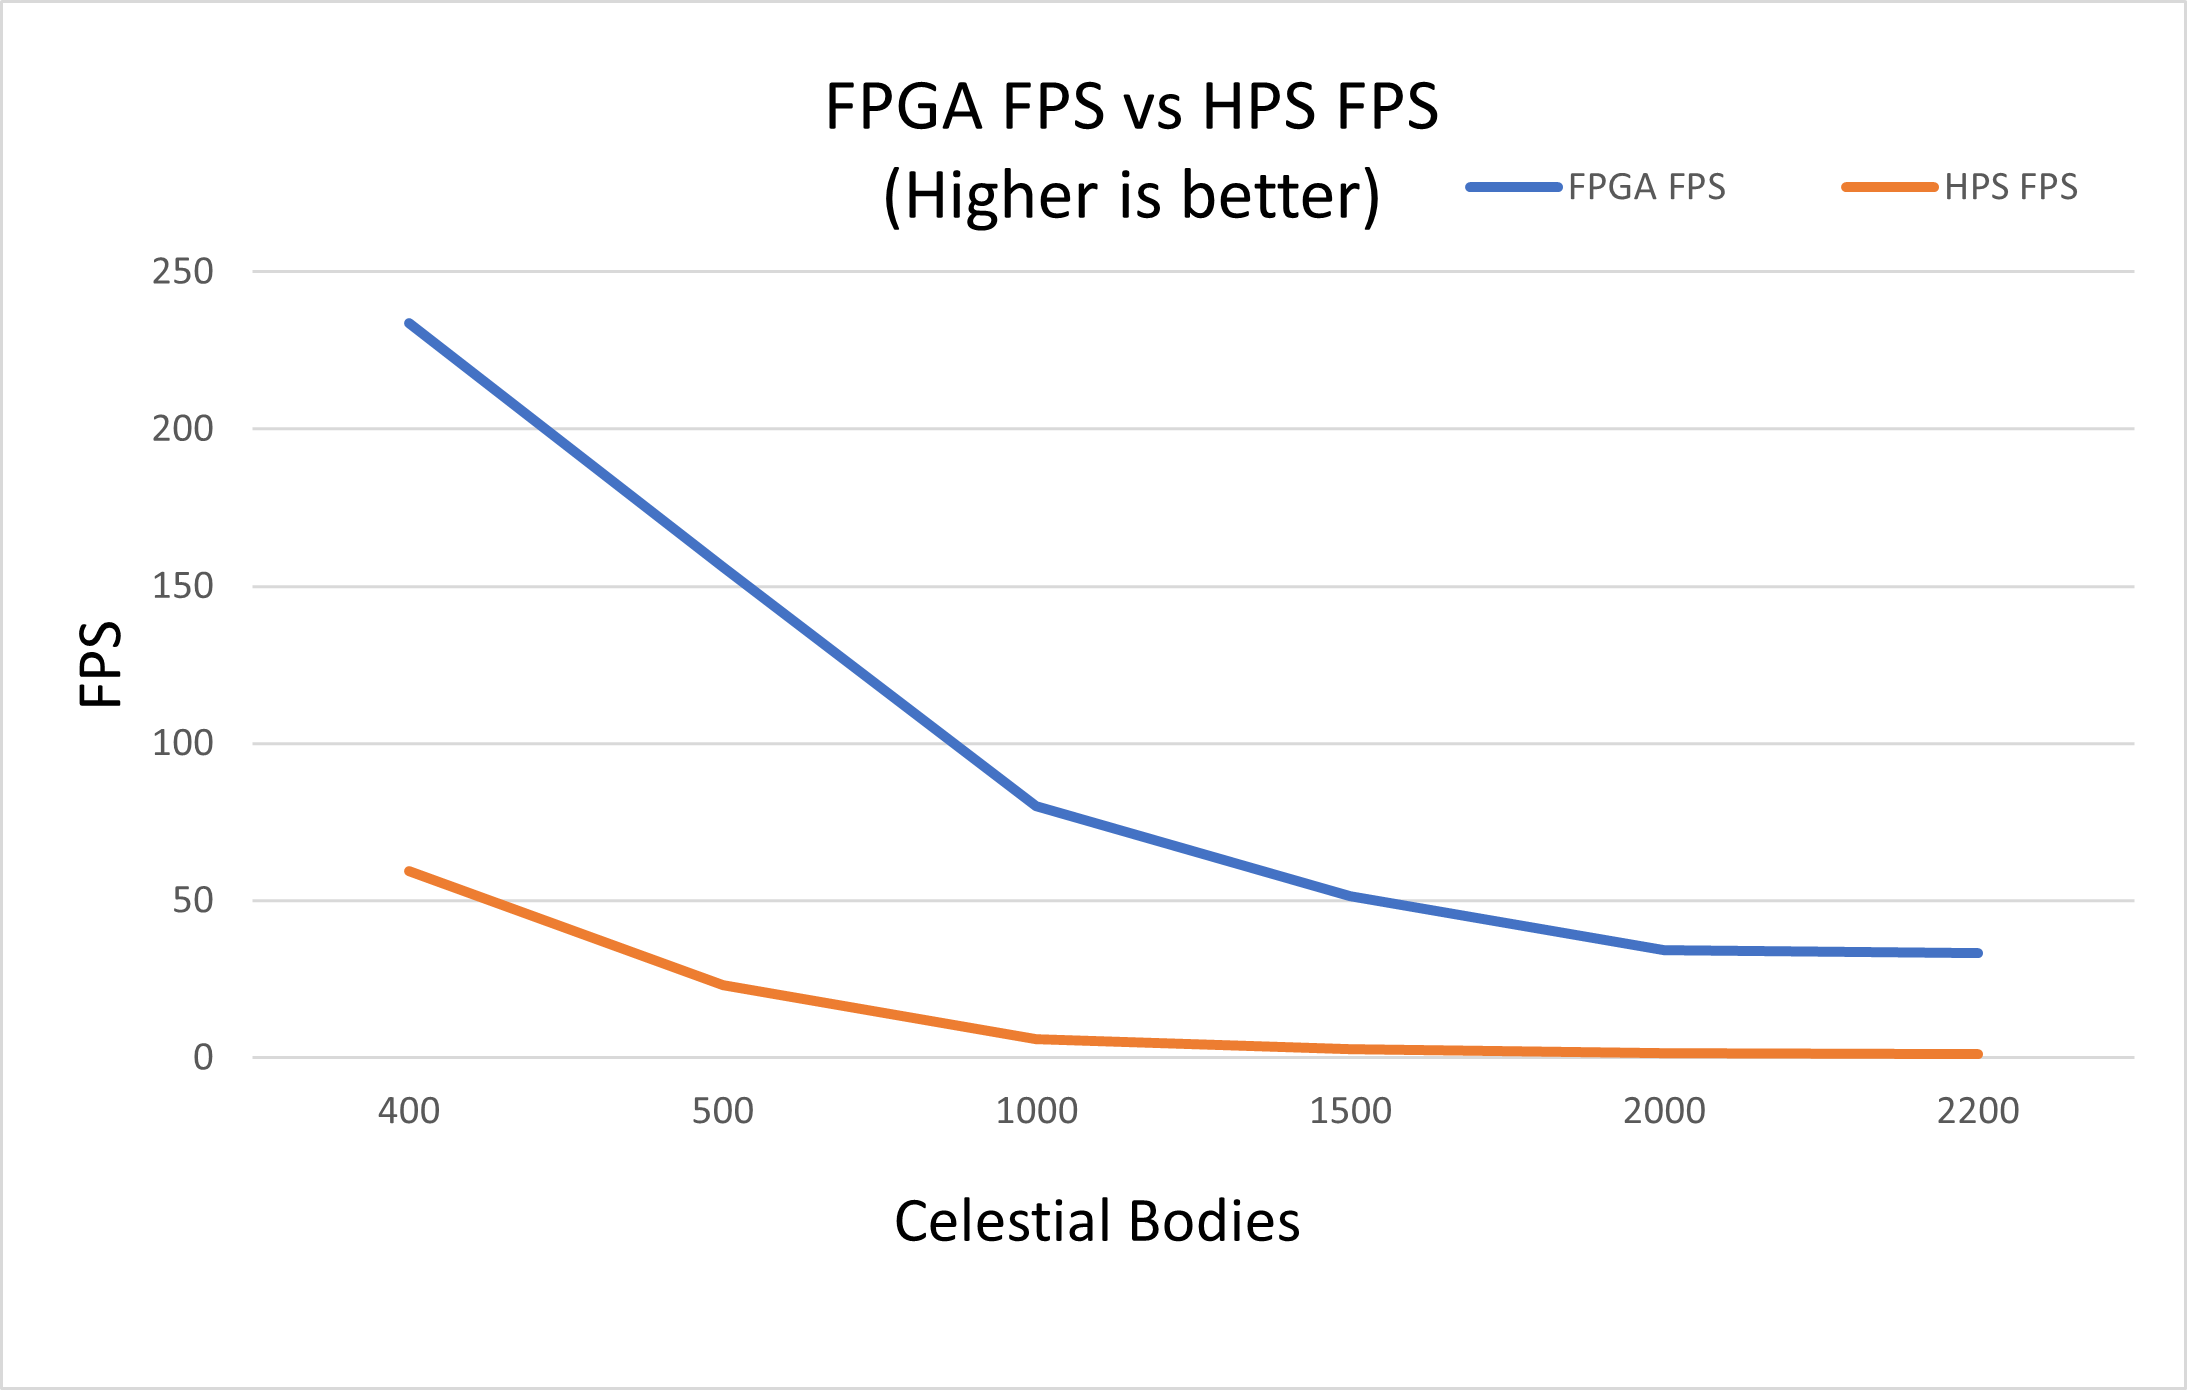 FPGA FPS vs HPS FPS
(Higher is better)
FPGA FPS
HPS FPS
250
200
150
100
50
0
FPS
400
500
1000
1500
2000
2200
Celestial Bodies